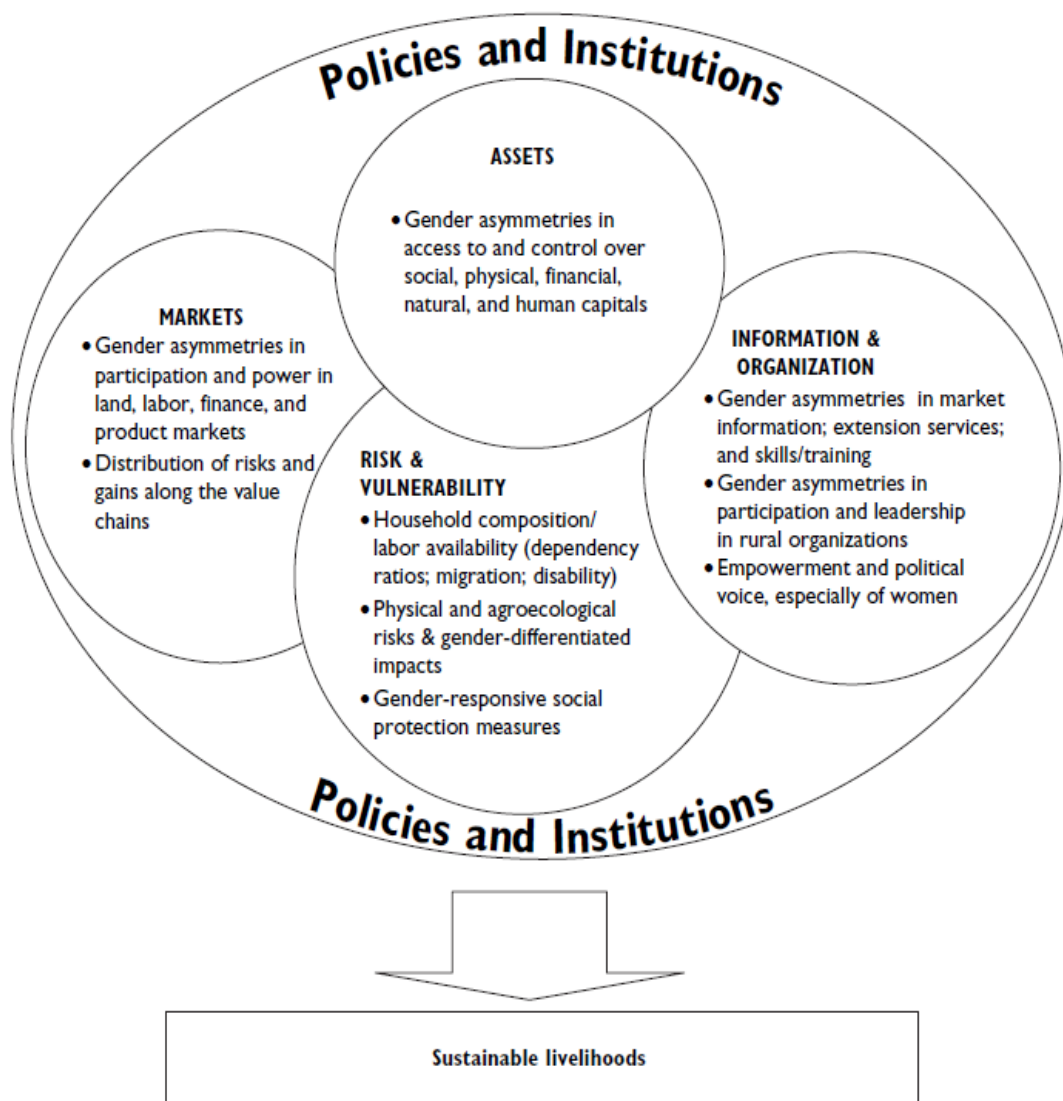 Policies and Institutions
ASSETS
• Gender asymmetries in
access to and control over
social, physical, financial,
natural, and human capitals
MARKETS
• Gender asymmetries in
participation and power in
land, labor, finance, and
product markets
• Distribution of risks and
gains along the value
chains
RISK &
VULNERABILITY
• Household composition/
labor availability (dependency
ratios; migration; disability)
• Physical and agroecological
risks & gender-differentiated
impacts
• Gender-responsive social
protection measures
INFORMATION &
ORGANIZATION
• Gender asymmetries in market
information; extension services;
and skills/training
• Gender asymmetries in
participation and leadership
in rural organizations
• Empowerment and political
voice, especially of women
Policies and Institutions
Sustainable livelihoods